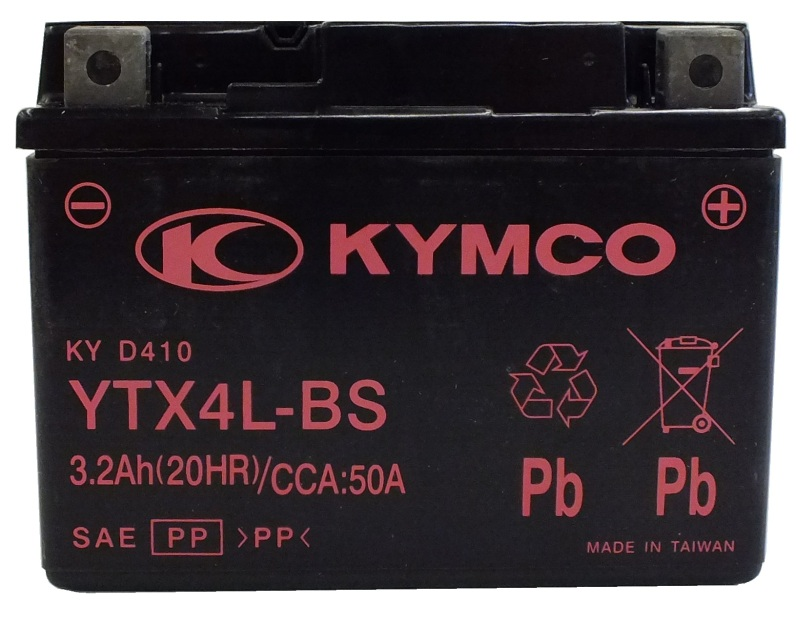 KYMCO
KY D410
YTX4L-BS
3.2Ah(20HR)/CCA:50A
Pb Pb
SAE PP >PP<
MADE IN TAIWAN